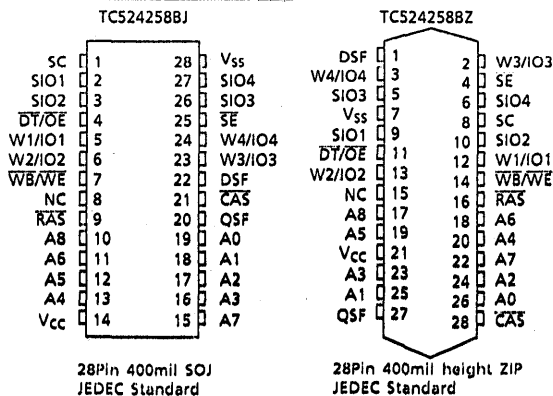 TC524258BJ
SC 1 28 Vss
SIO1 2 27 SIO4
SIO2 3 26 SIO3
DT/OE 4 25 SE
W1/IO1 5 24 W4/IO4
W2/IO2 6 23 W3/IO3
WB/WE 7 22 DSF
NC 8 21 CAS
RAS 9 20 QSF
A8 10 19 A0
A6 11 18 A1
A5 12 17 A2
A4 13 16 A3
Vcc 14 15 A7
28Pin 400mil SOJ
JEDEC Standard
TC524258BZ
DSF 1
2 W3/IO3
W4/IO4 3
4 SE
SIO3 5
6 SIO4
Vss 7
8 SC
SIO1 9
10 SIO2
DT/OE 11
12 W1/IO1
W2/IO2 13
14 WB/WE
NC 15
16 RAS
A8 17
18 A6
A5 19
20 A4
Vcc 21
22 A7
A3 23
24 A2
A1 25
26 A0
QSF 27
28 CAS
28Pin 400mil height ZIP
JEDEC Standard